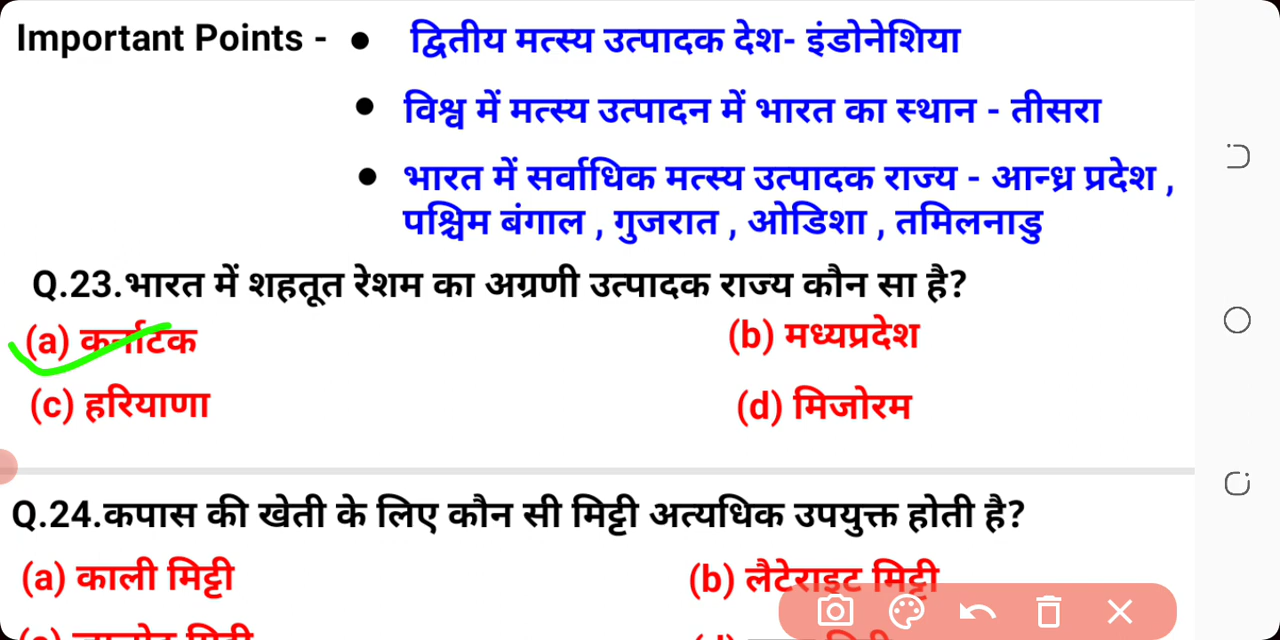 Important Points - ● द्वितीय मत्स्य उत्पादक देश- इंडोनेशिया
● विश्व में मत्स्य उत्पादन में भारत का स्थान - तीसरा
● भारत में सर्वाधिक मत्स्य उत्पादक राज्य - आन्ध्र प्रदेश ,
पश्चिम बंगाल , गुजरात , ओडिशा , तमिलनाडु
Q.23.भारत में शहतूत रेशम का अग्रणी उत्पादक राज्य कौन सा है?
(a) कर्नाटक (b) मध्यप्रदेश
(c) हरियाणा (d) मिजोरम
Q.24.कपास की खेती के लिए कौन सी मिट्टी अत्यधिक उपयुक्त होती है?
(a) काली मिट्टी (b) लैटेराइट मिट्टी